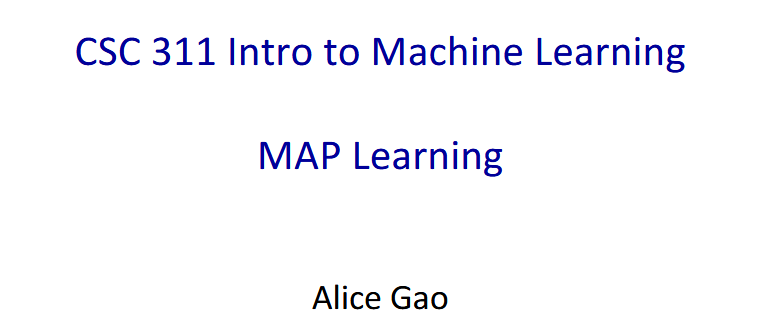 CSC 311 Intro to Machine Learning
MAP Learning
Alice Gao